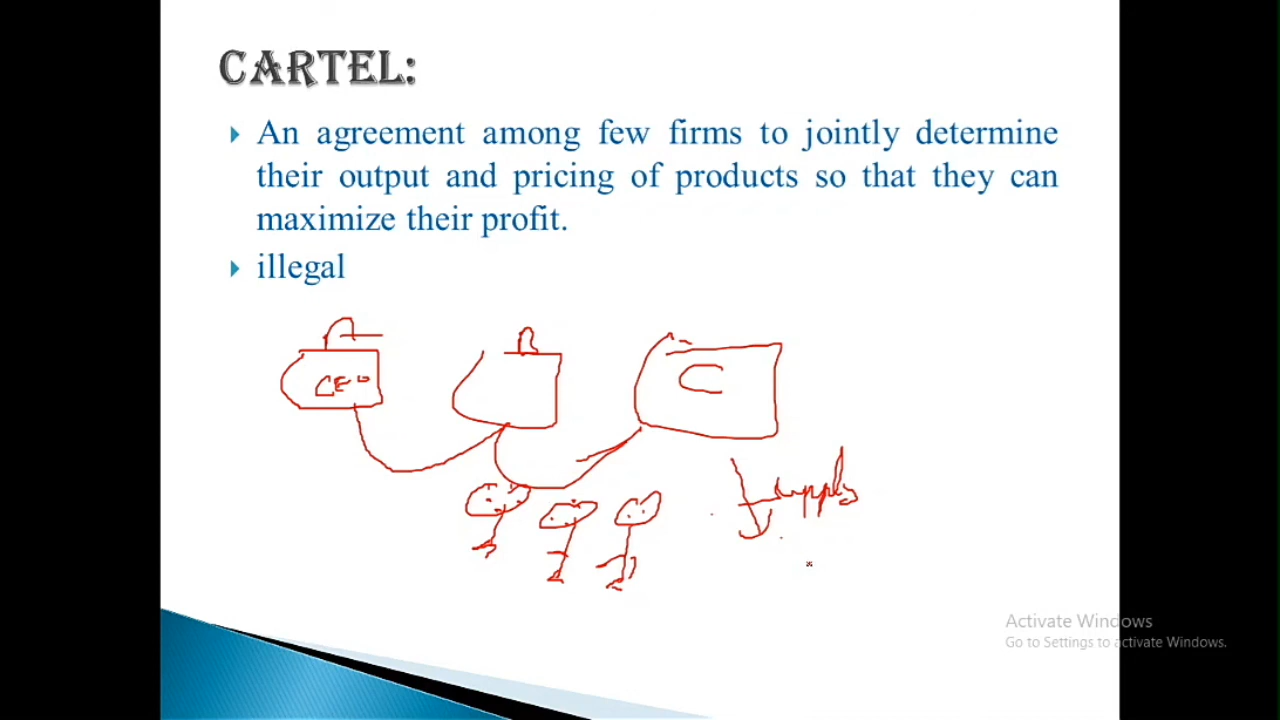 CARTEL:
An agreement among few firms to jointly determine
their output and pricing of products so that they can
maximize their profit.
illegal
CEO
C
supply
Activate Windows
Go to Settings to activate Windows.